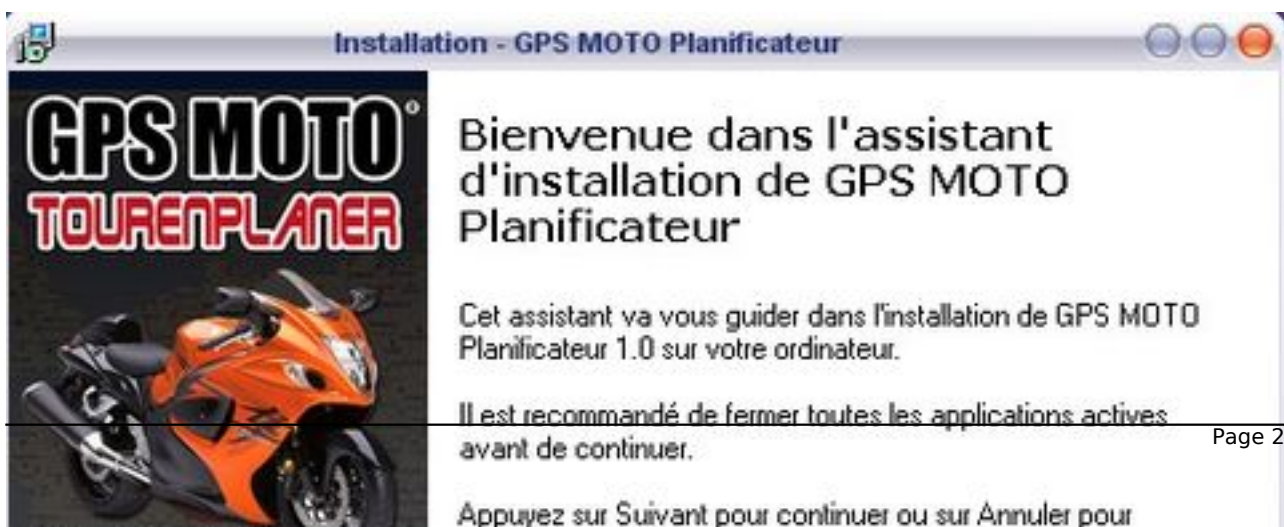 Installation - GPS MOTO Planificateur
GPS MOTO
TOURENPLANER
Bienvenue dans l'assistant
d'installation de GPS MOTO
Planificateur
Cet assistant va vous guider dans l'installation de GPS MOTO
Planificateur 1.0 sur votre ordinateur.
Il est recommandé de fermer toutes les applications actives
avant de continuer.
Page 2
Appuyez sur Suivant pour continuer ou sur Annuler pour